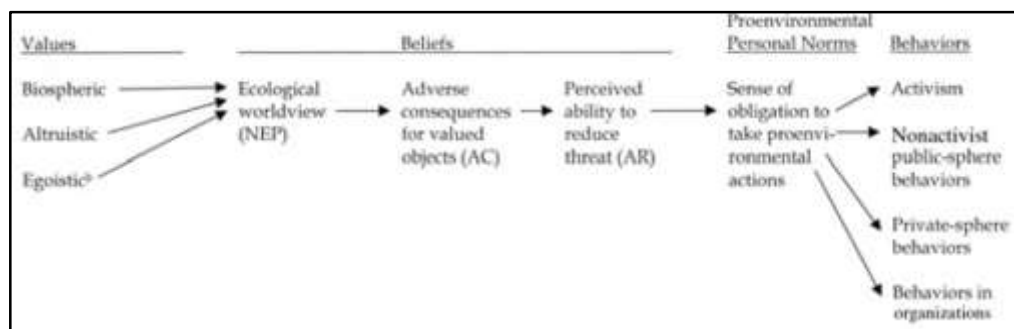 Values
Beliefs
Proenvironmental
Personal Norms
Behaviors
Biospheric
Altruistic
Egoistic
Ecological
worldview
(NEP)
Adverse
consequences
for valued
objects (AC)
Perceived
ability to
reduce
threat (AR)
Sense of
obligation to
take proenvi-
ronmental
actions
Activism
Nonactivist
public-sphere
behaviors
Private-sphere
behaviors
Behaviors in
organizations